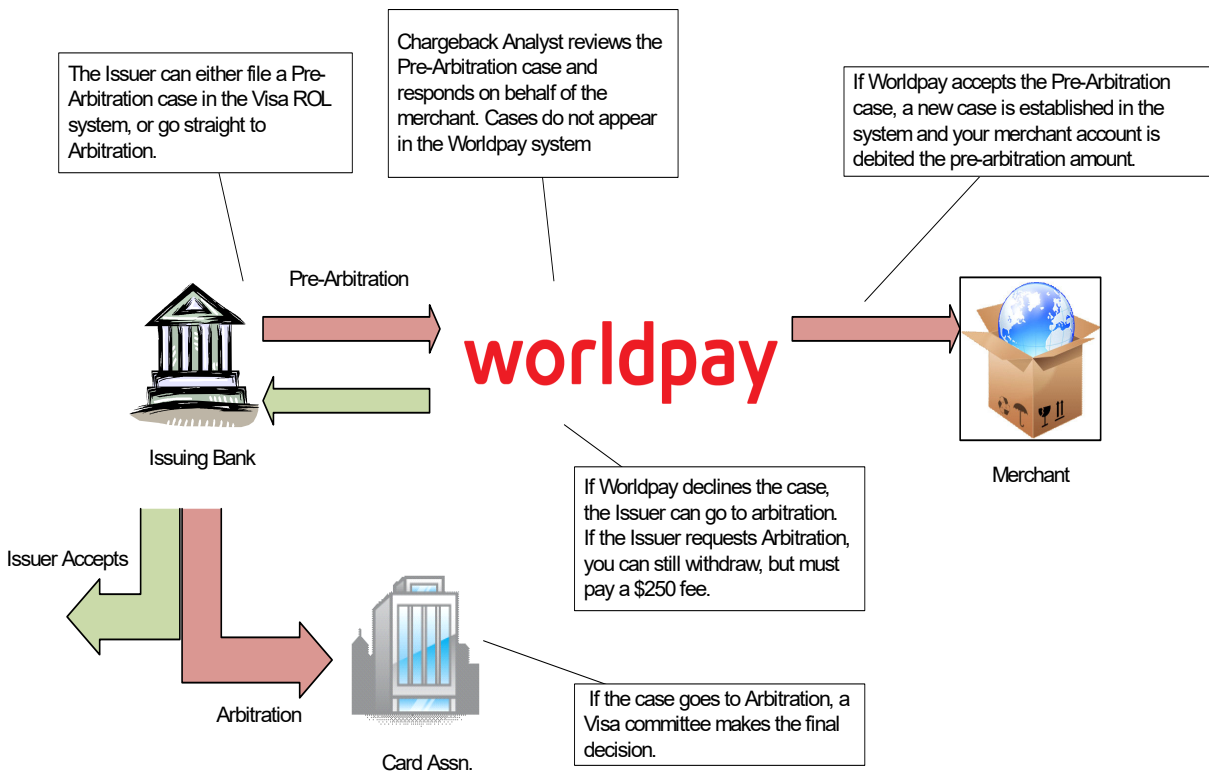 The Issuer can either file a Pre-
Arbitration case in the Visa ROL
system, or go straight to
Arbitration.
Chargeback Analyst reviews the
Pre-Arbitration case and
responds on behalf of the
merchant. Cases do not appear
in the Worldpay system
If Worldpay accepts the Pre-Arbitration
case, a new case is established in the
system and your merchant account is
debited the pre-arbitration amount.
Pre-Arbitration
worldpay
Issuing Bank
Merchant
If Worldpay declines the case,
the Issuer can go to arbitration.
If the Issuer requests Arbitration,
you can still withdraw, but must
pay a $250 fee.
Issuer Accepts
Arbitration
If the case goes to Arbitration, a
Visa committee makes the final
decision.
Card Assn.